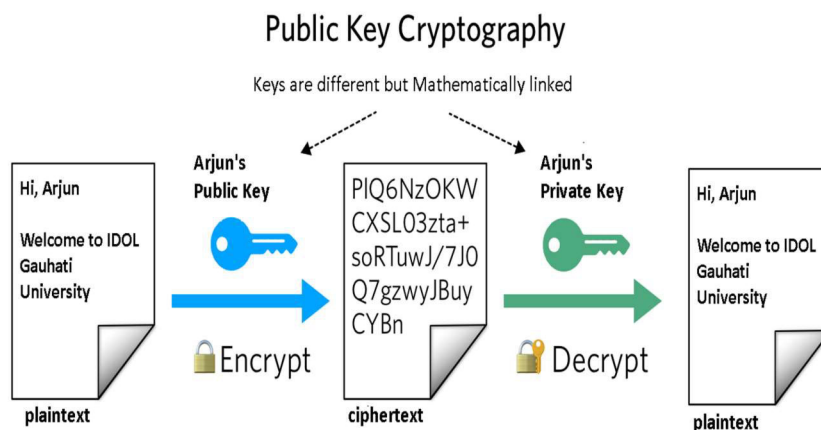 Public Key Cryptography
Keys are different but Mathematically linked
Hi, Arjun
Welcome to IDOL
Gauhati
University
plaintext
Arjun's
Public Key
Encrypt
PIQ6NzOKW
CXSL03zta+
soRTuwJ/7J0
Q7gzwyJBuy
CYBn
ciphertext
Arjun's
Private Key
Decrypt
Hi, Arjun
Welcome to IDOL
Gauhati
University
plaintext